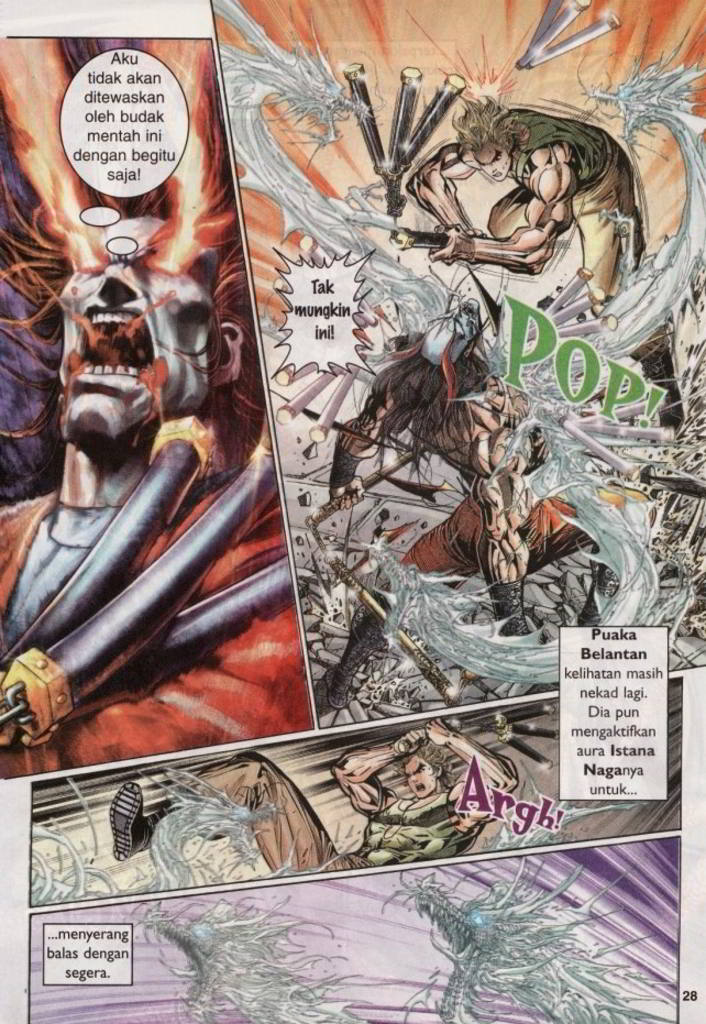 Aku
tidak akan
ditewaskan
oleh budak
mentah ini
dengan begitu
saja!
Tak
mungkin
ini!
POP!
Puaka
Belantan
kelihatan masih
nekad lagi.
Dia pun
mengaktifkan
aura Istana
Naganya
untuk...
Argh!
...menyerang
balas dengan
segera.
28